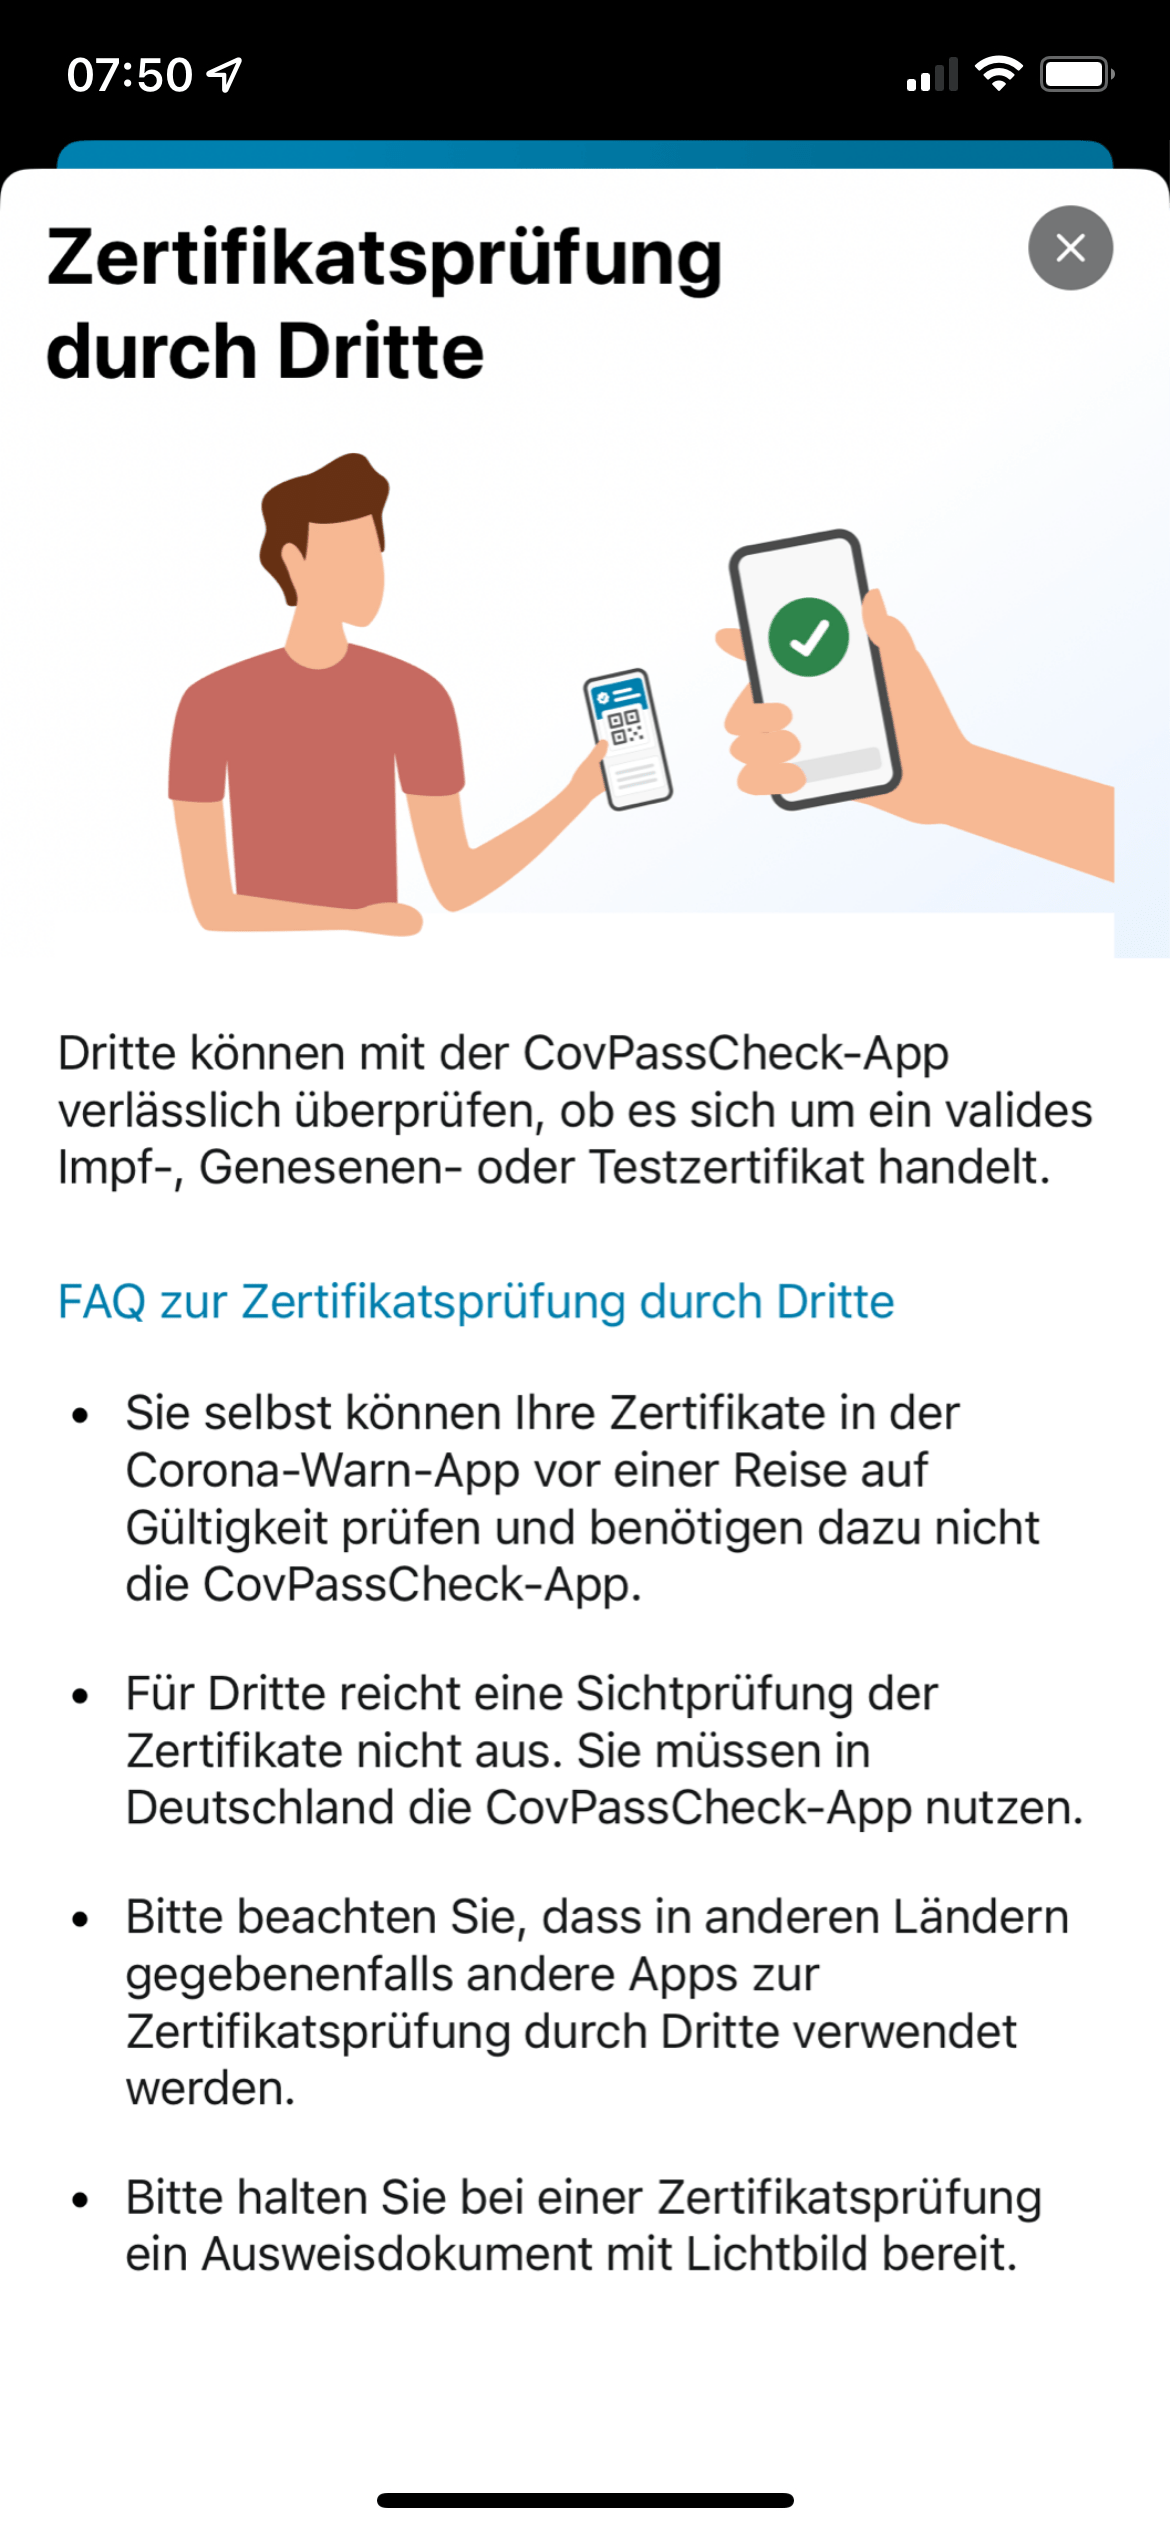 07:50
Zertifikatsprüfung
durch Dritte
Dritte können mit der CovPassCheck-App
verlässlich überprüfen, ob es sich um ein valides
Impf-, Genesenen- oder Testzertifikat handelt.
FAQ zur Zertifikatsprüfung durch Dritte
• Sie selbst können Ihre Zertifikate in der
Corona-Warn-App vor einer Reise auf
Gültigkeit prüfen und benötigen dazu nicht
die CovPassCheck-App.
• Für Dritte reicht eine Sichtprüfung der
Zertifikate nicht aus. Sie müssen in
Deutschland die CovPassCheck-App nutzen.
• Bitte beachten Sie, dass in anderen Ländern
gegebenenfalls andere Apps zur
Zertifikatsprüfung durch Dritte verwendet
werden.
• Bitte halten Sie bei einer Zertifikatsprüfung
ein Ausweisdokument mit Lichtbild bereit.